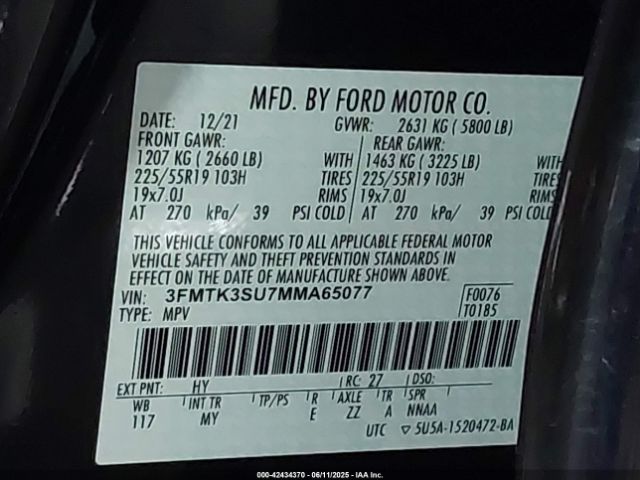 MFD. BY FORD MOTOR CO.
DATE: 12/21 GVWR: 2631 KG ( 5800 LB)
FRONT GAWR: REAR GAWR:
1207 KG ( 2660 LB) WITH 1463 KG ( 3225 LB) WITH
225/55R19 103H TIRES 225/55R19 103H TIRES
19x7.0J RIMS 19x7.0J RIMS
AT 270 kPa/ 39 PSI COLD AT 270 kPa/ 39 PSI COLD
THIS VEHICLE CONFORMS TO ALL APPLICABLE FEDERAL MOTOR
VEHICLE SAFETY AND THEFT PREVENTION STANDARDS IN
EFFECT ON THE DATE OF MANUFACTURE SHOWN ABOVE.
VIN: 3FMTK3SU7MMA65077 F0076
TYPE: MPV T0185
EXT PNT: HY RC: 27 DSO:
WB INT TR TP/PS R AXLE TR SPR
117 MY E ZZ A NNAA
UTC ▽ 5U5A-1520472-BA
000-42434370 - 06/11/2025 - IAA Inc.